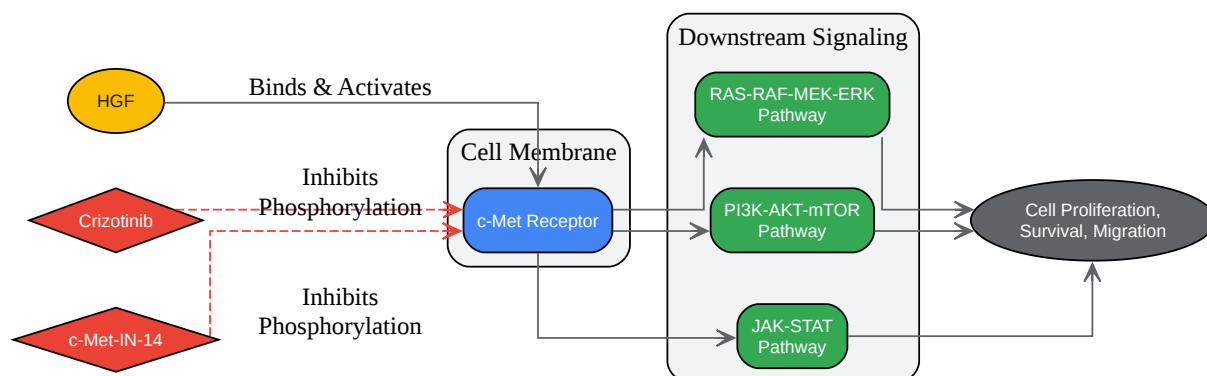 Downstream Signaling
HGF
Binds & Activates
RAS-RAF-MEK-ERK
Pathway
Cell Membrane
Inhibits
Phosphorylation
Crizotinib
c-Met Receptor
PI3K-AKT-mTOR
Pathway
Cell Proliferation,
Survival, Migration
Inhibits
Phosphorylation
c-Met-IN-14
JAK-STAT
Pathway